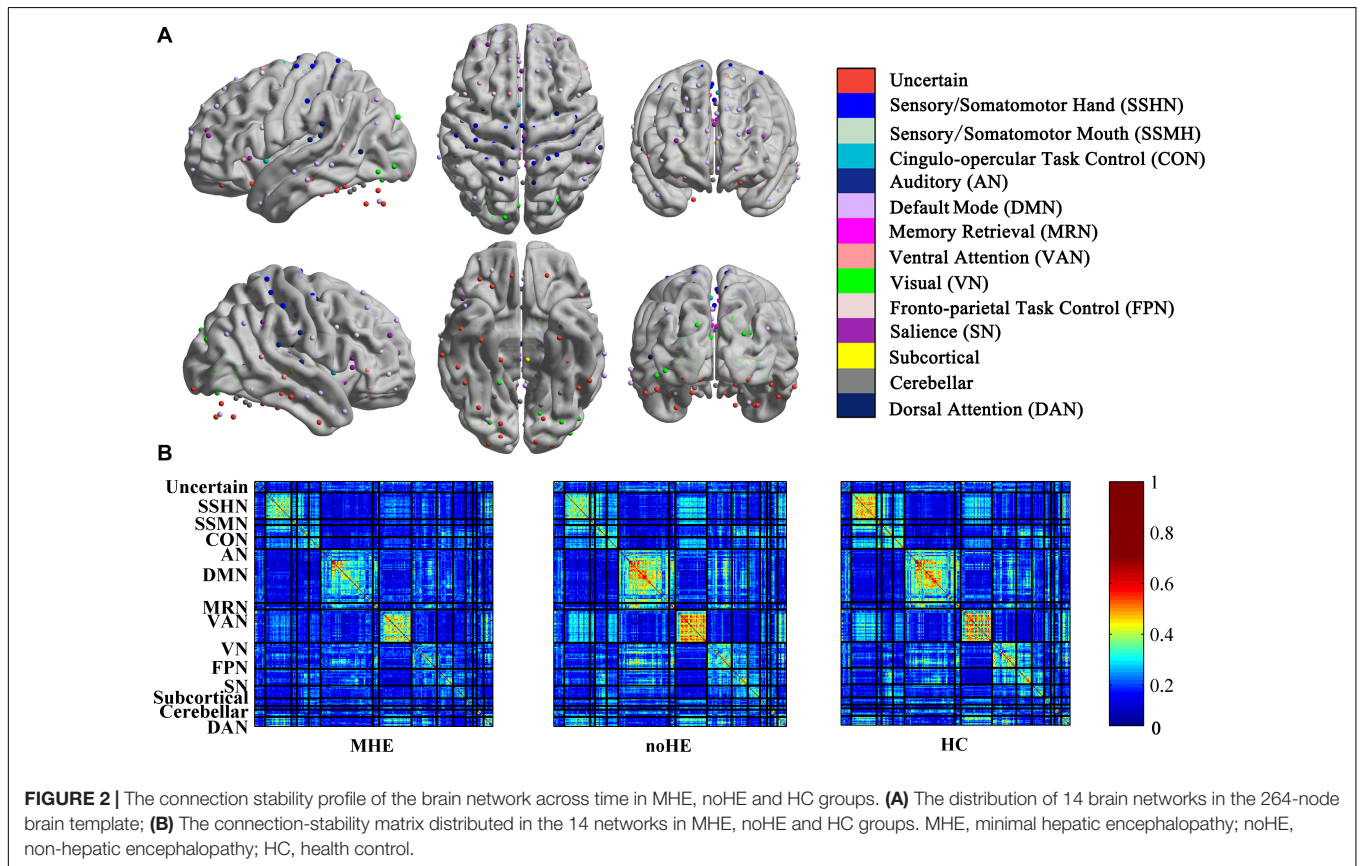 A
Uncertain
Sensory/Somatomotor Hand (SSHN)
Sensory/Somatomotor Mouth (SSMH)
Cingulo-opercular Task Control (CON)
Auditory (AN)
Default Mode (DMN)
Memory Retrieval (MRN)
Ventral Attention (VAN)
Visual (VN)
Fronto-parietal Task Control (FPN)
Salience (SN)
Subcortical
Cerebellar
Dorsal Attention (DAN)
B
Uncertain
SSHN
SSMN
CON
AN
DMN
MRN
VAN
VN
FPN
SN
Subcortical
Cerebellar
DAN
MHE
noHE
HC
1
0.8
0.6
0.4
0.2
0
FIGURE 2 | The connection stability profile of the brain network across time in MHE, noHE and HC groups. (A) The distribution of 14 brain networks in the 264-node
brain template; (B) The connection-stability matrix distributed in the 14 networks in MHE, noHE and HC groups. MHE, minimal hepatic encephalopathy; noHE,
non-hepatic encephalopathy; HC, health control.